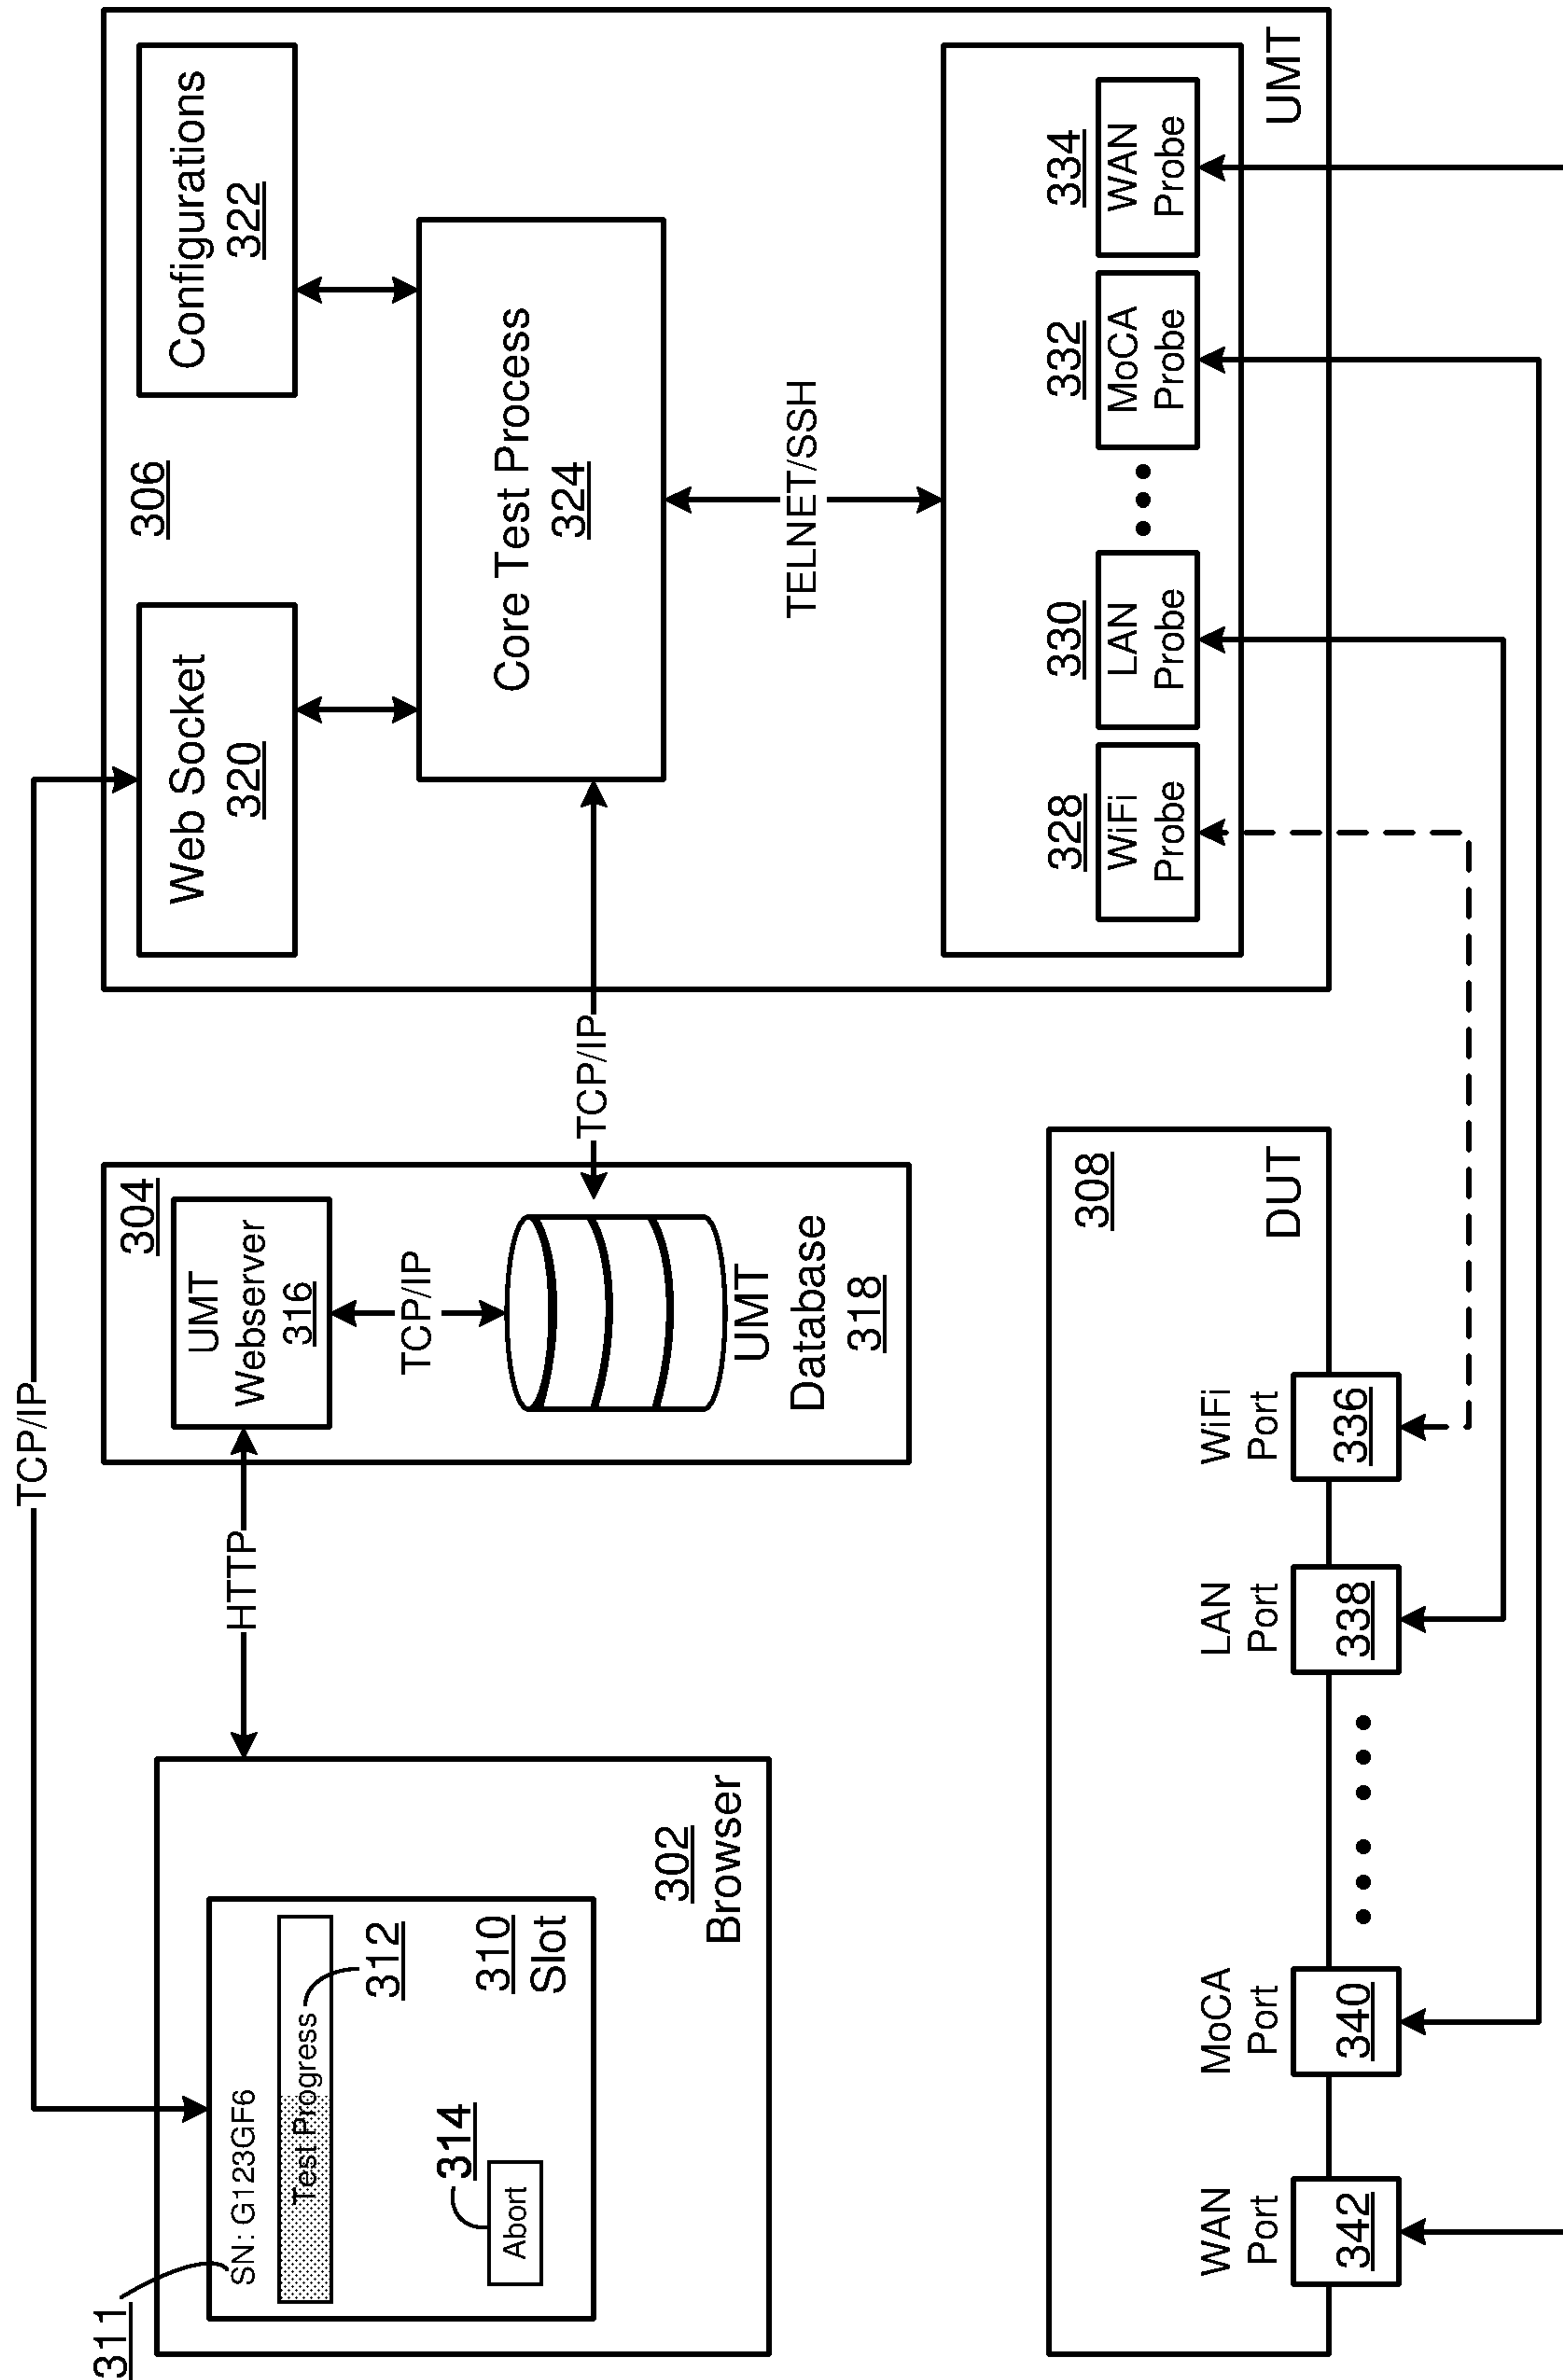 TCP/IP
311
SN: G123GF6
Test Progress
312
314
Abort
310
Slot
302
Browser
HTTP
304
UMT
Webserver
316
TCP/IP
UMT
Database
318
TCP/IP
306
Web Socket
320
Configurations
322
Core Test Process
324
TELNET/SSH
328
WiFi
Probe
330
LAN
Probe
332
MoCA
Probe
334
WAN
Probe
UMT
308
DUT
WAN
Port
342
MoCA
Port
340
LAN
Port
338
WiFi
Port
336